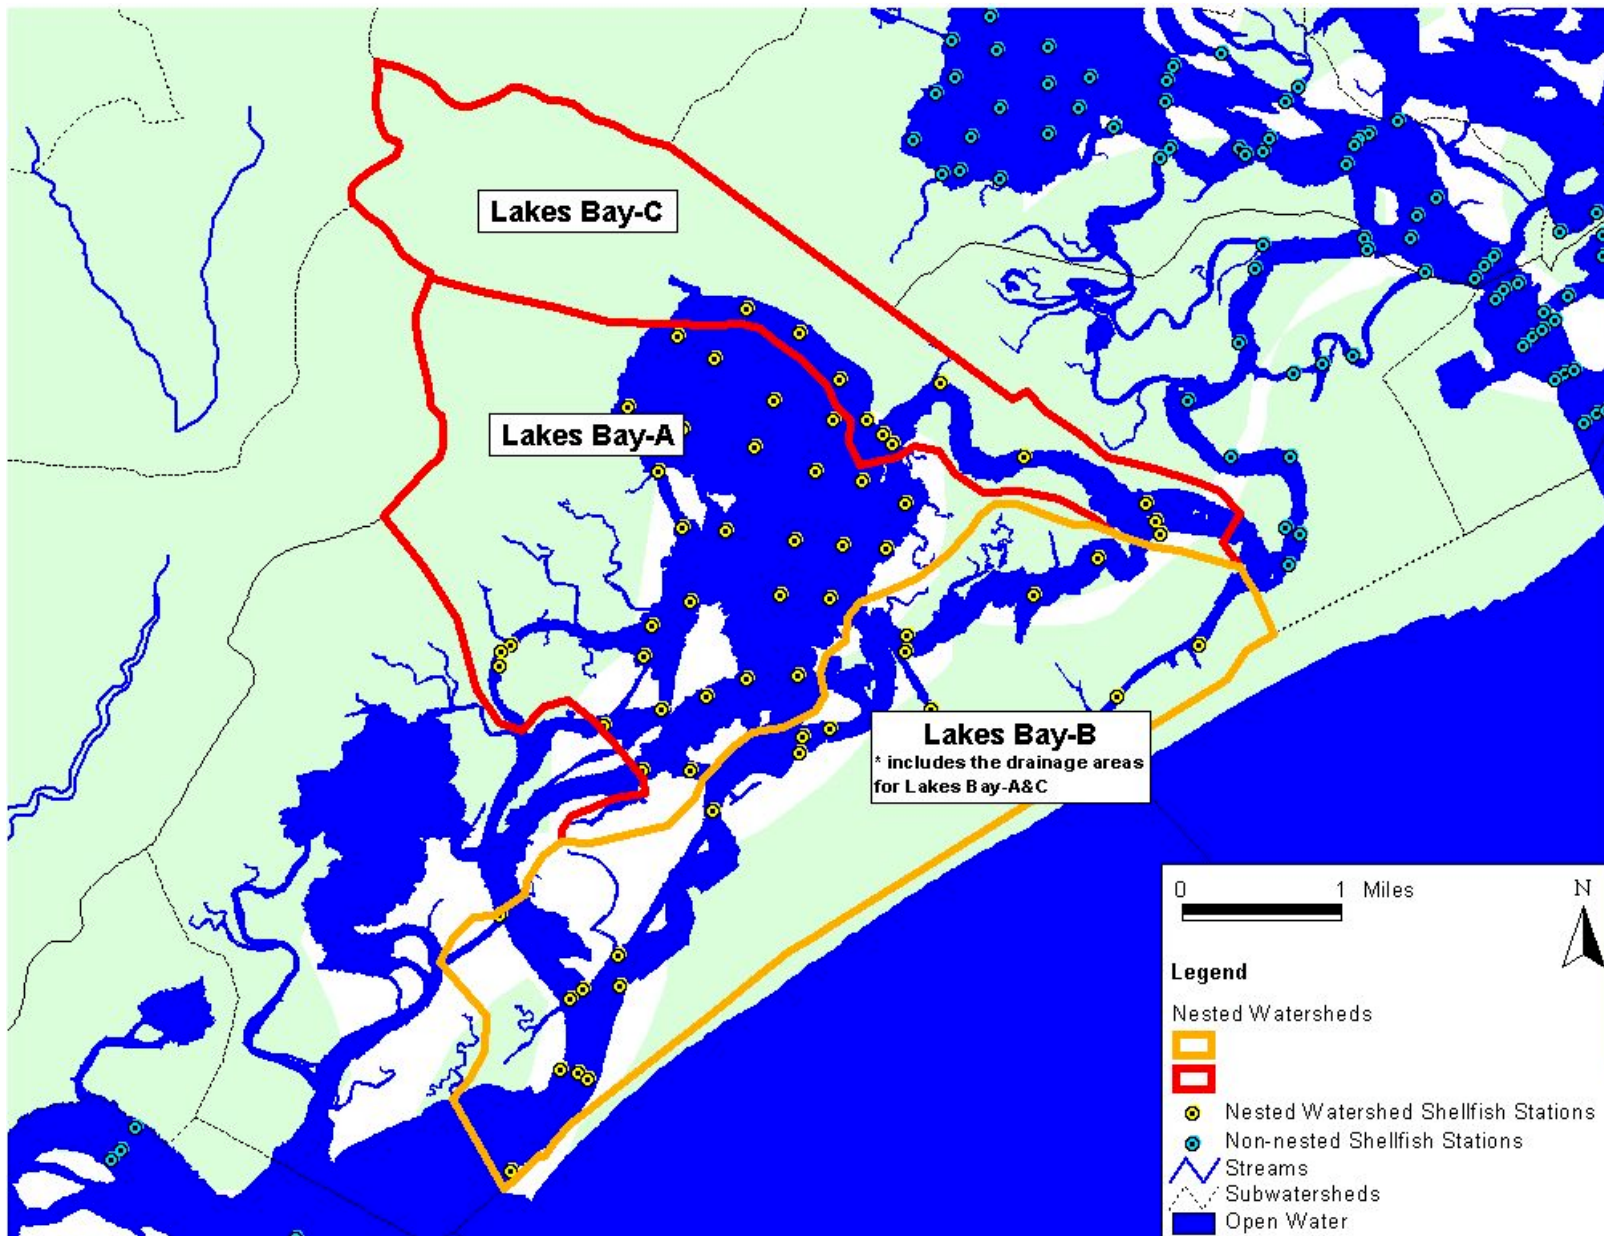 Lakes Bay-C
Lakes Bay-A
Lakes Bay-B
* includes the drainage areas
for Lakes Bay-A&C
0 1 Miles
N
Legend
Nested Watersheds
Nested Watershed Shellfish Stations
Non-nested Shellfish Stations
Streams
Subwatersheds
Open Water